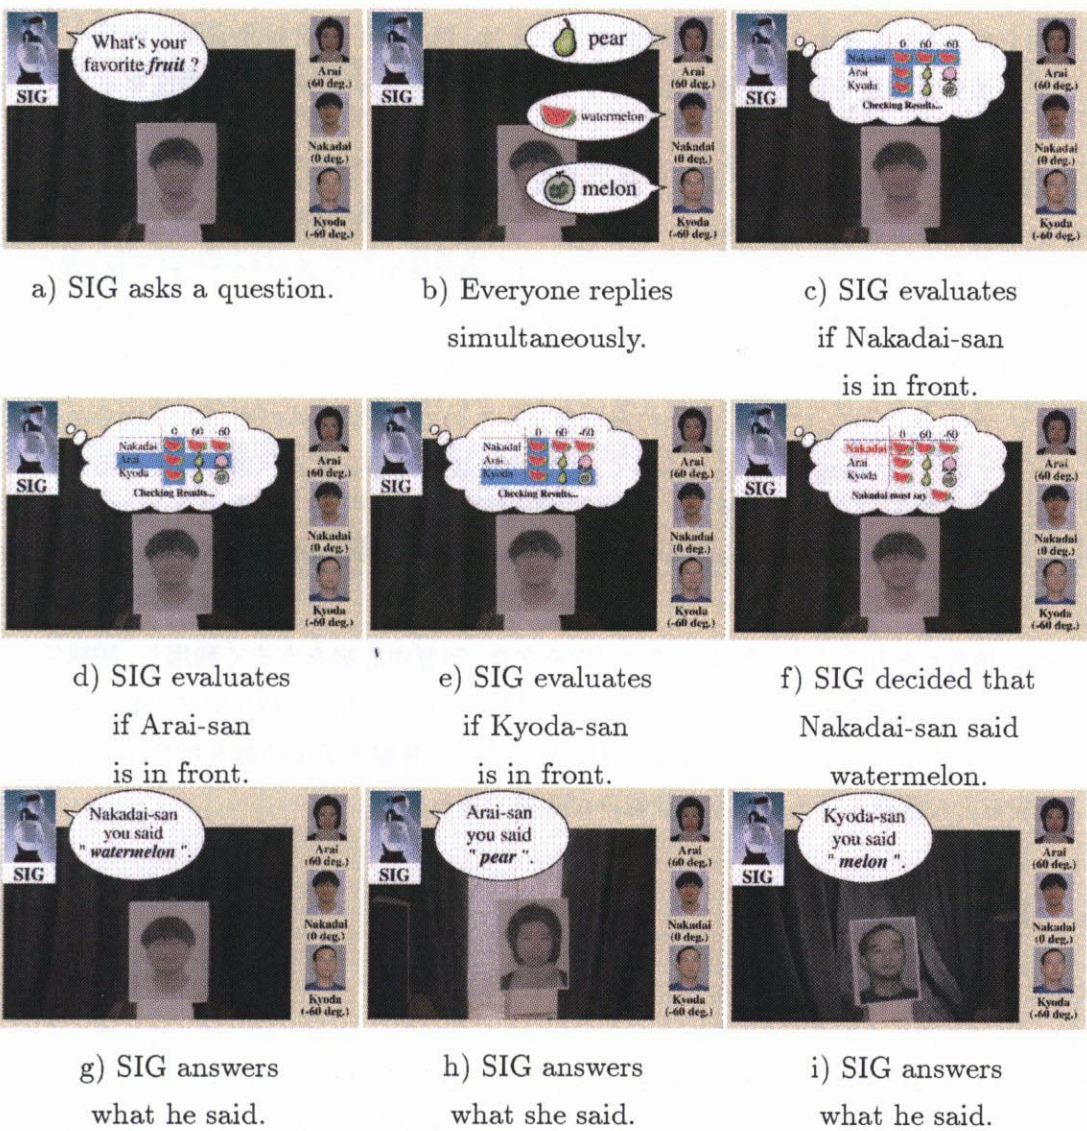 What's your
favorite fruit ?
SIG
Arai
(60 deg.)
Nakadai
(0 deg.)
Kyoda
(-60 deg.)
a) SIG asks a question.
pear
watermelon
melon
SIG
Arai
(60 deg.)
Nakadai
(0 deg.)
Kyoda
(-60 deg.)
b) Everyone replies
simultaneously.
0 60 -60
Nakadai
Arai
Kyoda
Checking Results...
SIG
Arai
(60 deg.)
Nakadai
(0 deg.)
Kyoda
(-60 deg.)
c) SIG evaluates
if Nakadai-san
is in front.
0 60 -60
Nakadai
Arai
Kyoda
Checking Results...
SIG
Arai
(60 deg.)
Nakadai
(0 deg.)
Kyoda
(-60 deg.)
d) SIG evaluates
if Arai-san
is in front.
0 60 -60
Nakadai
Arai
Kyoda
Checking Results...
SIG
Arai
(60 deg.)
Nakadai
(0 deg.)
Kyoda
(-60 deg.)
e) SIG evaluates
if Kyoda-san
is in front.
0 60 -60
Nakadai
Arai
Kyoda
Nakadai must say
SIG
Arai
(60 deg.)
Nakadai
(0 deg.)
Kyoda
(-60 deg.)
f) SIG decided that
Nakadai-san said
watermelon.
Nakadai-san
you said
" watermelon ".
SIG
Arai
(60 deg.)
Nakadai
(0 deg.)
Kyoda
(-60 deg.)
g) SIG answers
what he said.
Arai-san
you said
" pear ".
SIG
Arai
(60 deg.)
Nakadai
(0 deg.)
Kyoda
(-60 deg.)
h) SIG answers
what she said.
Kyoda-san
you said
" melon ".
SIG
Arai
(60 deg.)
Nakadai
(0 deg.)
Kyoda
(-60 deg.)
i) SIG answers
what he said.